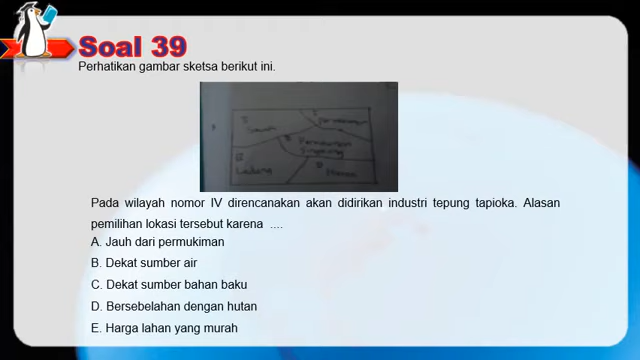 Soal 39
Perhatikan gambar sketsa berikut ini.
Sawah
Permukiman
Perkebunan
Singkong
Ladang
Hutan
Pada wilayah nomor IV direncanakan akan didirikan industri tepung tapioka. Alasan
pemilihan lokasi tersebut karena ....
A. Jauh dari permukiman
B. Dekat sumber air
C. Dekat sumber bahan baku
D. Bersebelahan dengan hutan
E. Harga lahan yang murah